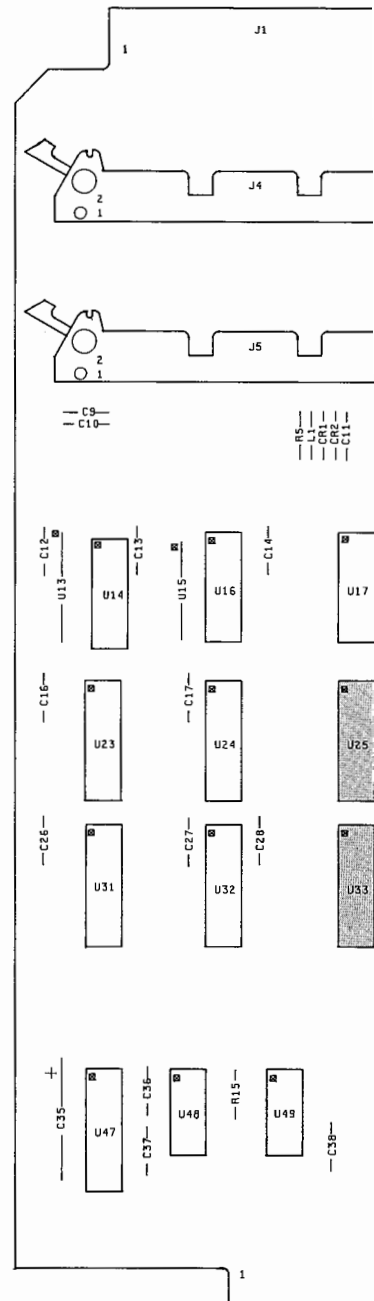 J1
1
J4
2
1
J5
2
1
C9
C10
R5
L1
CR1
CR2
C11
C12
U13
U14
C13
U15
U16
C14
U17
C16
U23
C17
U24
U25
C26
U31
C27
U32
C28
U33
+
C35
U47
C36
C37
U48
R15
U49
C38
1